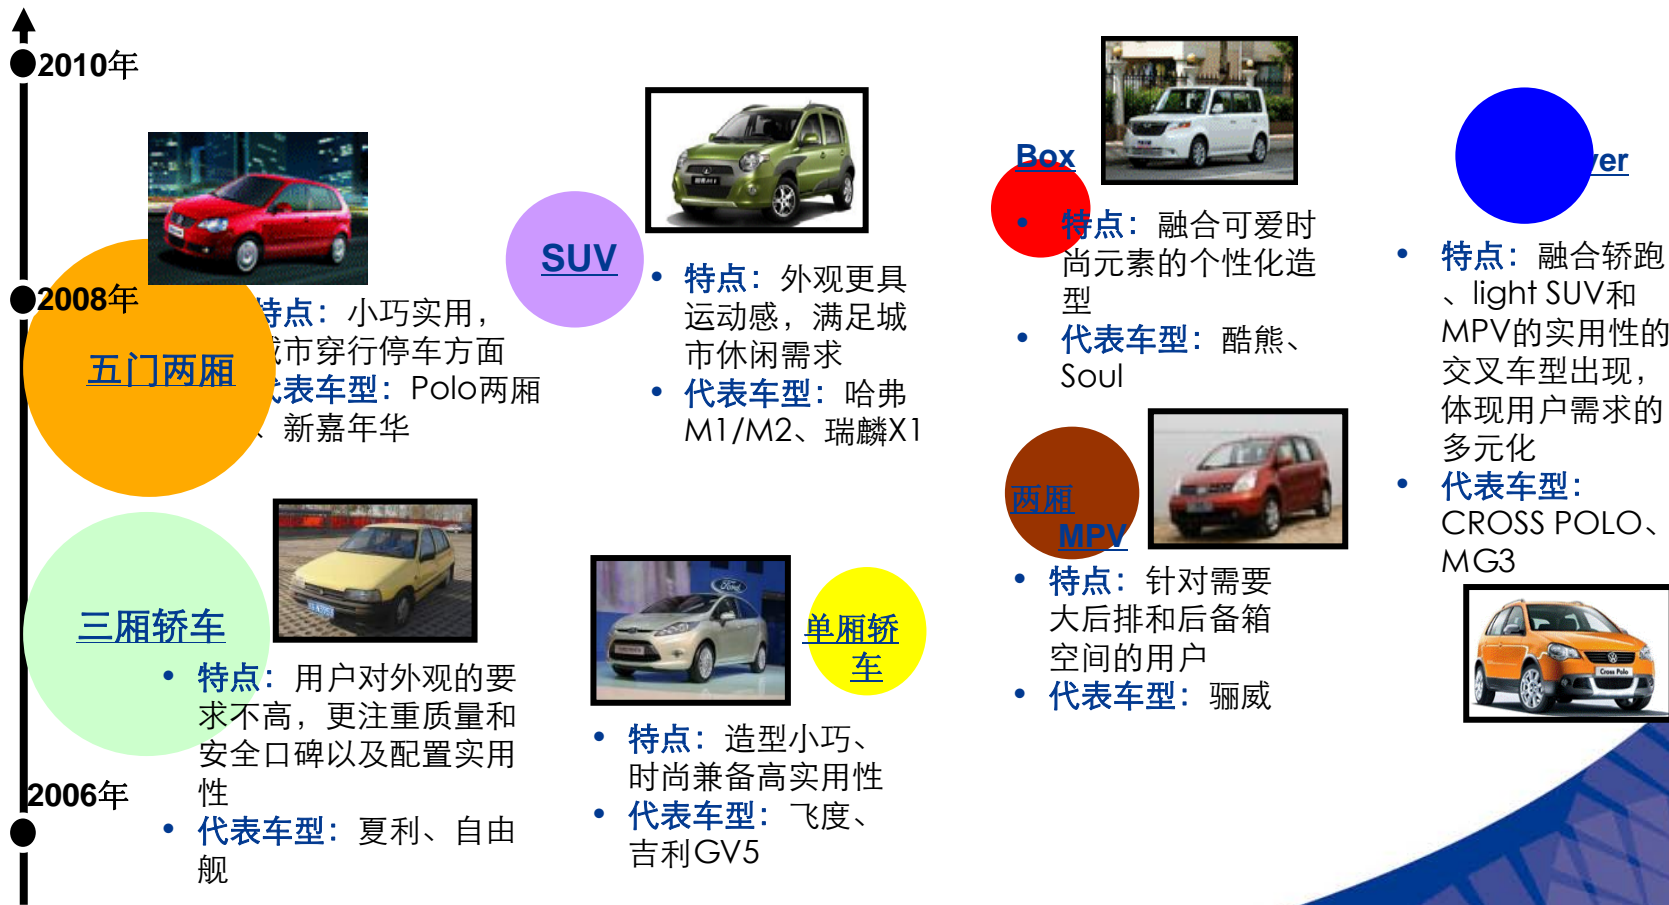 2010年
2008年
2006年
五门两厢
特点：小巧实用，
城市穿行停车方面
代表车型：Polo两厢
、新嘉年华
三厢轿车
• 特点：用户对外观的要
求不高，更注重质量和
安全口碑以及配置实用
性
• 代表车型：夏利、自由
舰
SUV
• 特点：外观更具
运动感，满足城
市休闲需求
• 代表车型：哈弗
M1/M2、瑞麟X1
单厢轿
车
• 特点：造型小巧、
时尚兼备高实用性
• 代表车型：飞度、
吉利GV5
Box
• 特点：融合可爱时
尚元素的个性化造
型
• 代表车型：酷熊、
Soul
两厢
MPV
• 特点：针对需要
大后排和后备箱
空间的用户
• 代表车型：骊威
ver
• 特点：融合轿跑
、light SUV和
MPV的实用性的
交叉车型出现，
体现用户需求的
多元化
• 代表车型：
CROSS POLO、
MG3
Ford
Cross Polo